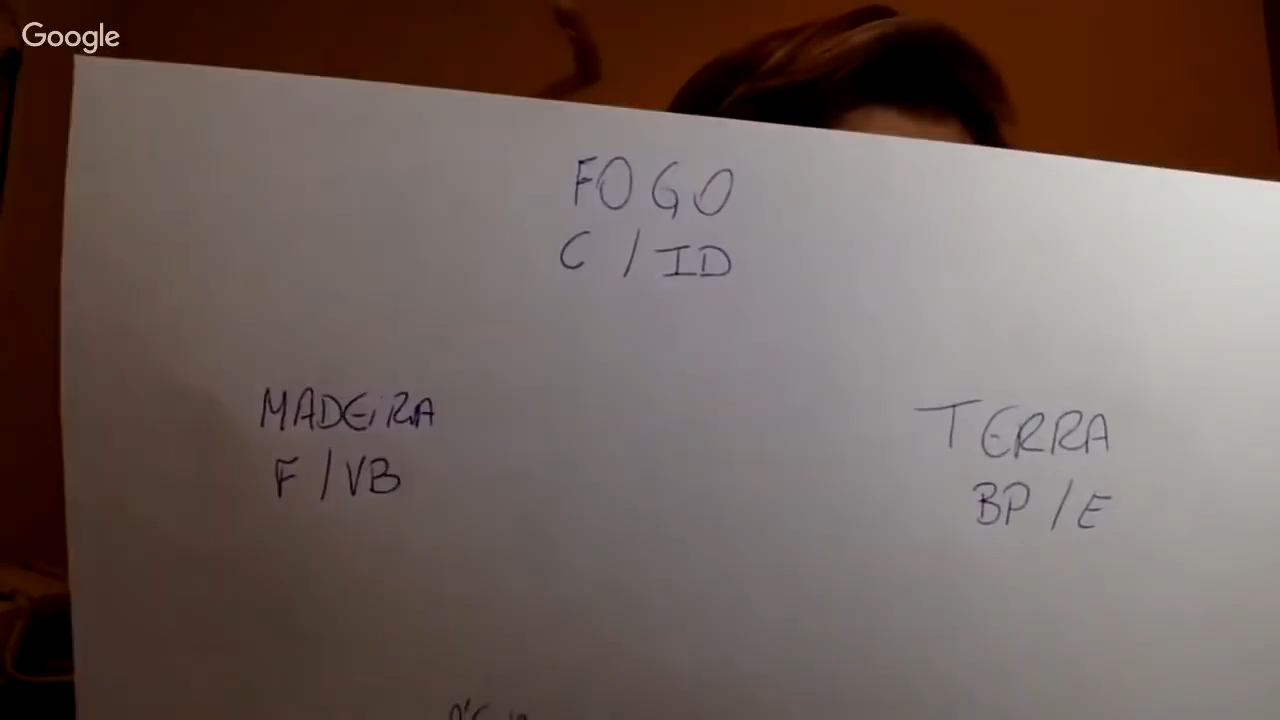 Google
FOGO
C / ID
MADEIRA
F / VB
TERRA
BP / E